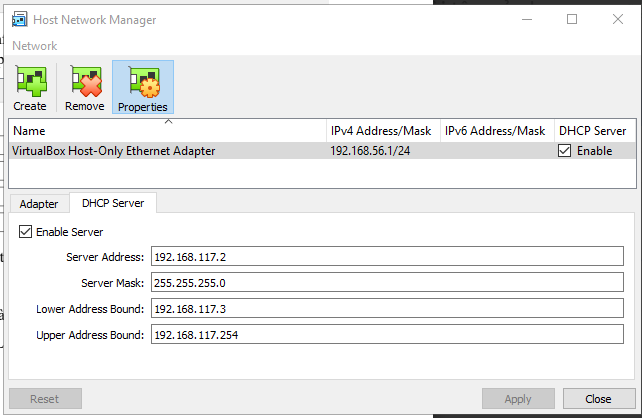 Host Network Manager
Network
Create Remove Properties
Name IPv4 Address/Mask IPv6 Address/Mask DHCP Server
VirtualBox Host-Only Ethernet Adapter 192.168.56.1/24 Enable
Adapter DHCP Server
Enable Server
Server Address: 192.168.117.2
Server Mask: 255.255.255.0
Lower Address Bound: 192.168.117.3
Upper Address Bound: 192.168.117.254
Reset Apply Close